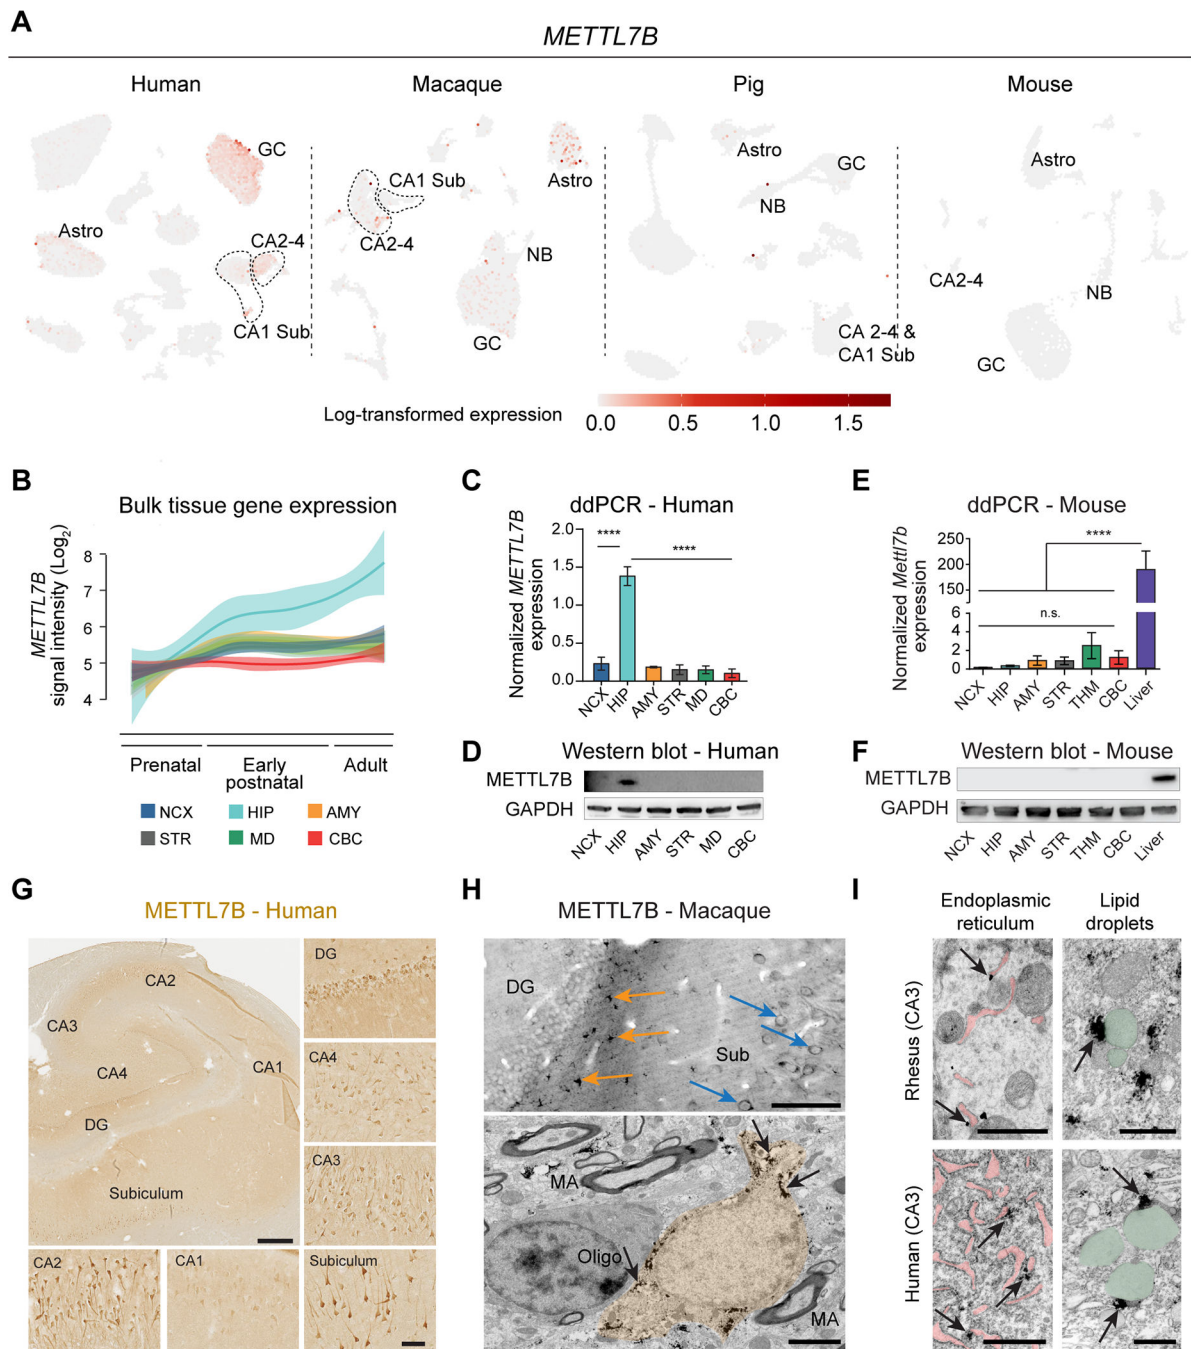 A
METTL7B
Human
Macaque
Pig
Mouse
GC
Astro
CA2-4
CA1 Sub
CA1 Sub
CA2-4
Astro
NB
GC
Astro
GC
NB
CA 2-4 &
CA1 Sub
Astro
CA2-4
NB
GC
Log-transformed expression
0.0 0.5 1.0 1.5
B
Bulk tissue gene expression
METTL7B
signal intensity (Log2)
8
7
6
5
4
Prenatal
Early
postnatal
Adult
NCX HIP AMY
STR MD CBC
C
ddPCR - Human
Normalized METTL7B
expression
2.0
1.5
1.0
0.5
0.0
****
****
NCX HIP AMY STR MD CBC
D
Western blot - Human
METTL7B
GAPDH
NCX HIP AMY STR MD CBC
E
ddPCR - Mouse
Normalized Mettl7b
expression
250
150
50
6
4
2
0
****
n.s.
NCX HIP AMY STR THM CBC Liver
F
Western blot - Mouse
METTL7B
GAPDH
NCX HIP AMY STR THM CBC Liver
G
METTL7B - Human
CA2
CA3
CA4
CA1
DG
Subiculum
DG
CA4
CA3
CA2
CA1
Subiculum
H
METTL7B - Macaque
DG
Sub
MA
Oligo
MA
I
Endoplasmic
reticulum
Lipid
droplets
Rhesus (CA3)
Human (CA3)